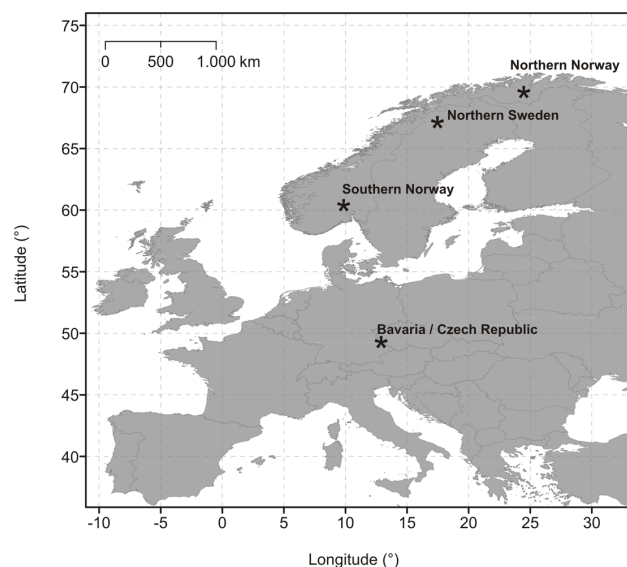 75
0 500 1.000 km
Northern Norway
70
Northern Sweden
65
Southern Norway
60
Latitude (°)
55
Bavaria / Czech Republic
50
45
40
-10 -5 0 5 10 15 20 25 30
Longitude (°)